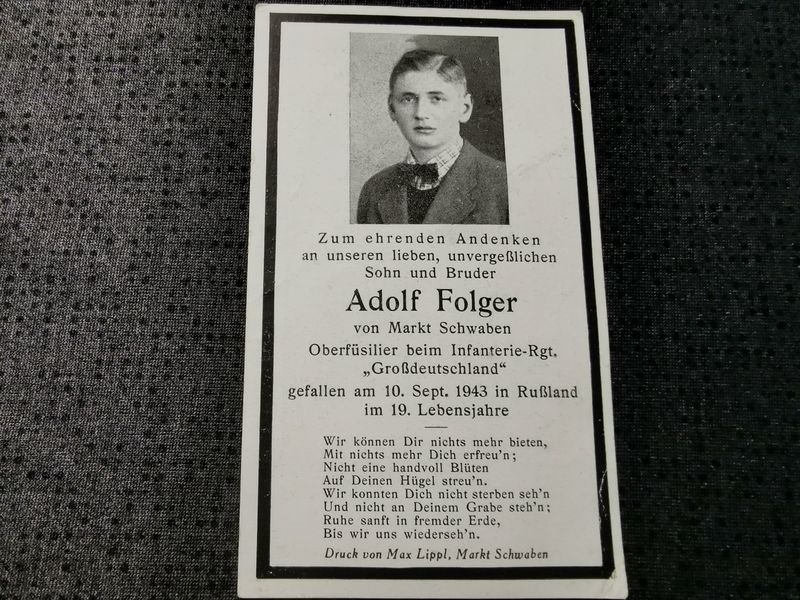 Zum ehrenden Andenken
an unseren lieben, unvergeßlichen
Sohn und Bruder
Adolf Folger
von Markt Schwaben
Oberfüsilier beim Infanterie-Rgt.
„Großdeutschland“
gefallen am 10. Sept. 1943 in Rußland
im 19. Lebensjahre
Wir können Dir nichts mehr bieten,
Mit nichts mehr Dich erfreu'n;
Nicht eine handvoll Blüten
Auf Deinen Hügel streu'n.
Wir konnten Dich nicht sterben seh'n
Und nicht an Deinem Grabe steh'n;
Ruhe sanft in fremder Erde,
Bis wir uns wiederseh'n.
Druck von Max Lippl, Markt Schwaben